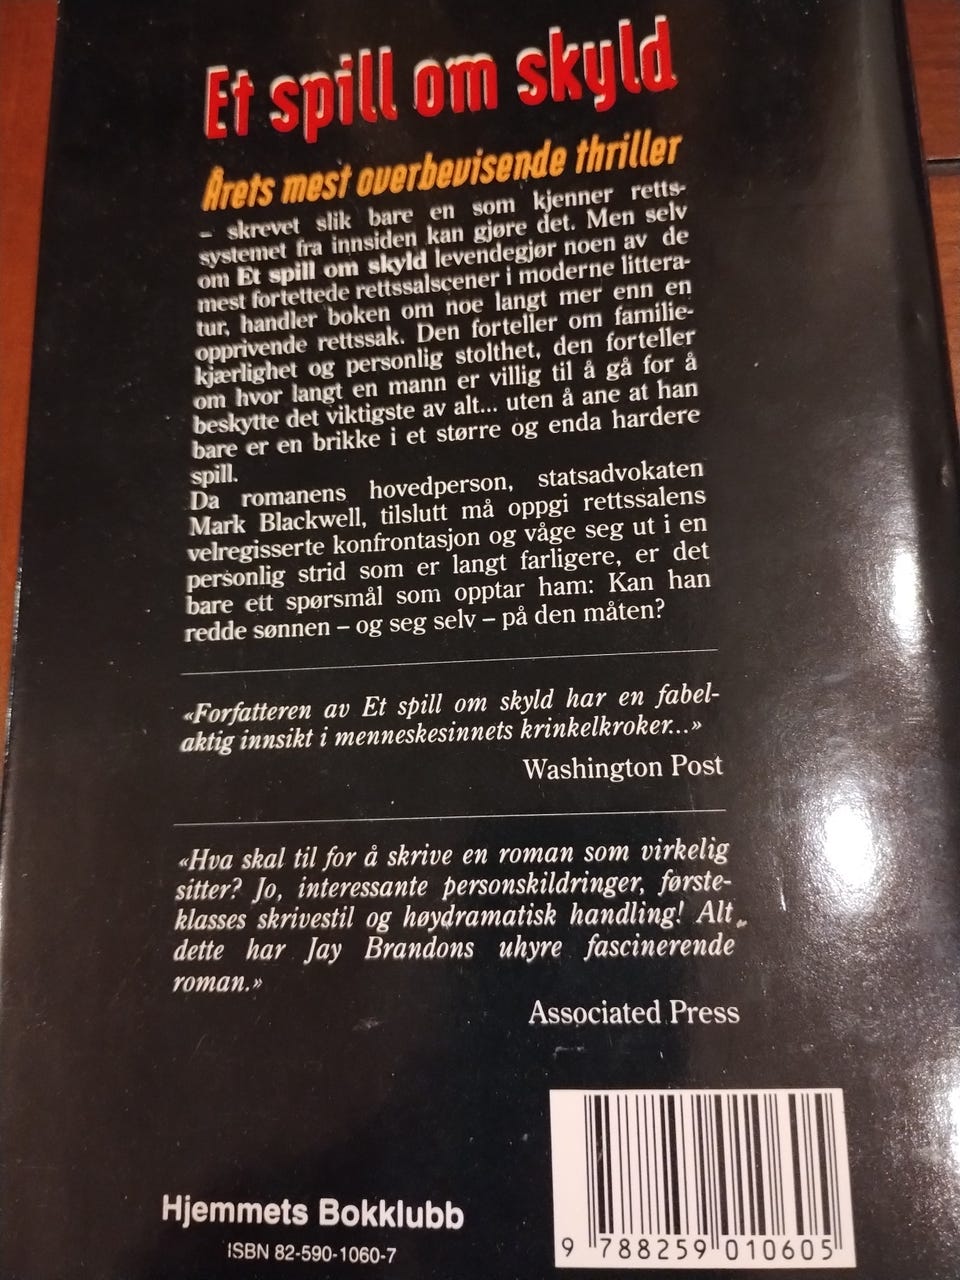 Et spill om skyld
Årets mest overbevisende thriller
– skrevet slik bare en som kjenner retts-
systemet fra innsiden kan gjøre det. Men selv
om Et spill om skyld levendegjør noen av de
mest fortettede rettssalscener i moderne littera-
tur, handler boken om noe langt mer enn en
opprivende rettssak. Den forteller om familie-
kjærlighet og personlig stolthet, den forteller
om hvor langt en mann er villig til å gå for å
beskytte det viktigste av alt... uten å ane at han
bare er en brikke i et større og enda hardere
spill.
Da romanens hovedperson, statsadvokaten
Mark Blackwell, tilslutt må oppgi rettssalens
velregisserte konfrontasjon og våge seg ut i en
personlig strid som er langt farligere, er det
bare ett spørsmål som opptar ham: Kan han
redde sønnen – og seg selv – på den måten?
«Forfatteren av Et spill om skyld har en fabel-
aktig innsikt i menneskesinnets krinkelkroker...»
Washington Post
«Hva skal til for å skrive en roman som virkelig
sitter? Jo, interessante personskildringer, første-
klasses skrivestil og høydramatisk handling! Alt
dette har Jay Brandons uhyre fascinerende
roman.»
Associated Press
Hjemmets Bokklubb
ISBN 82-590-1060-7
9 788259 010605